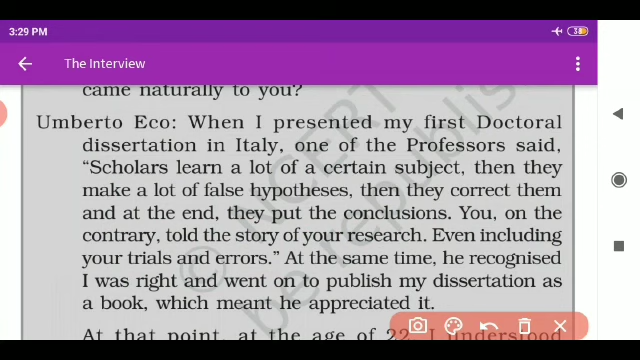 3:29 PM
38
The Interview
came naturally to you?
Umberto Eco: When I presented my first Doctoral
dissertation in Italy, one of the Professors said,
“Scholars learn a lot of a certain subject, then they
make a lot of false hypotheses, then they correct them
and at the end, they put the conclusions. You, on the
contrary, told the story of your research. Even including
your trials and errors.” At the same time, he recognised
I was right and went on to publish my dissertation as
a book, which meant he appreciated it.
At that point, at the age of 22, I understood
© NCERT
be republis